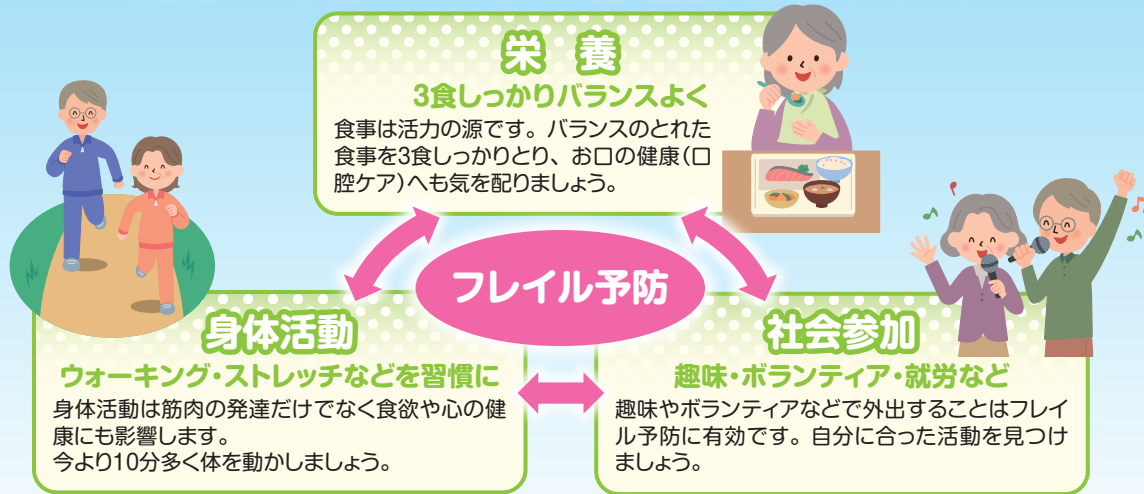 栄 養
3食しっかりバランスよく
食事は活力の源です。バランスのとれた
食事を3食しっかりとり、お口の健康(口
腔ケア)へも気を配りましょう。
フレイル予防
身体活動
ウォーキング・ストレッチなどを習慣に
身体活動は筋肉の発達だけでなく食欲や心の健
康にも影響します。
今より10分多く体を動かしましょう。
社会参加
趣味・ボランティア・就労など
趣味やボランティアなどで外出することはフレイ
ル予防に有効です。自分に合った活動を見つけ
ましょう。